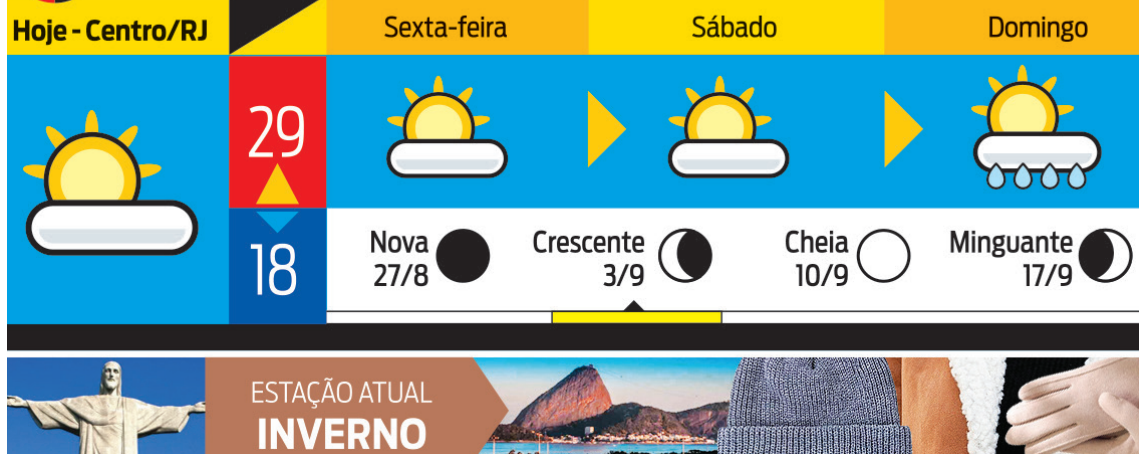 Hoje - Centro/RJ
Sexta-feira
Sábado
Domingo
29
18
Nova
27/8
Crescente
3/9
Cheia
10/9
Minguante
17/9
ESTAÇÃO ATUAL
INVERNO